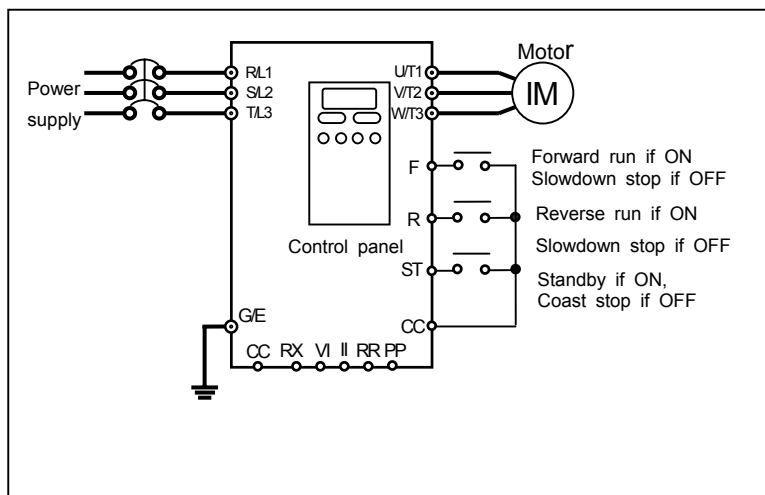 Motor
R/L1
S/L2
T/L3
Power
supply
U/T1
V/T2
W/T3
IM
F
Forward run if ON
Slowdown stop if OFF
R
Reverse run if ON
Control panel
Slowdown stop if OFF
ST
Standby if ON,
Coast stop if OFF
G/E
CC
CC RX VI II RR PP